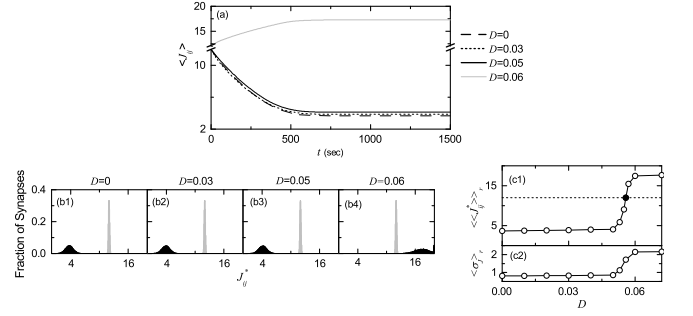 20
(a)
15
10
2
<J_ij>
0
500
1000
1500
t (sec)
D=0
D=0.03
D=0.05
D=0.06
D=0
D=0.03
D=0.05
D=0.06
Fraction of Synapses
0.4
0.2
0.0
(b1)
(b2)
(b3)
(b4)
4
16
4
16
4
16
4
16
J_ij^*
(c1)
15
5
<<J_ij^*>>_r
(c2)
2
1
<σ_J>_r
0.00
0.03
0.06
D